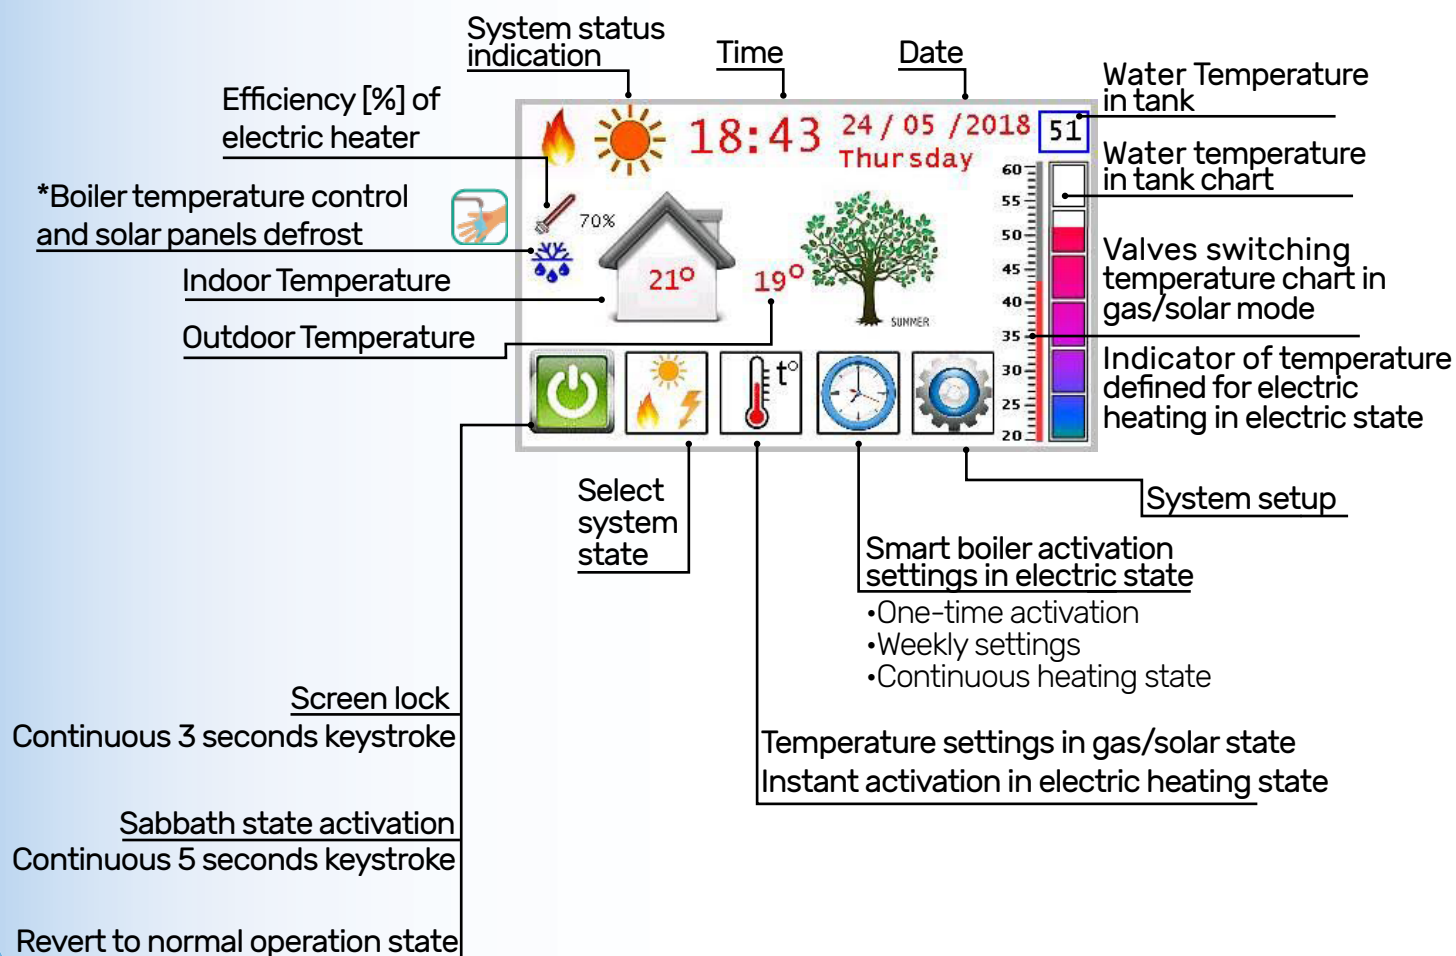 System status
indication
Time
Date
Water Temperature
in tank
Efficiency [%] of
electric heater
18:43
24 / 05 /2018
Thursday
51
Water temperature
in tank chart
*Boiler temperature control
and solar panels defrost
70%
60
55
50
45
40
35
30
25
20
Valves switching
temperature chart in
gas/solar mode
Indoor Temperature
21°
19°
SUMMER
Outdoor Temperature
t°
Indicator of temperature
defined for electric
heating in electric state
Select
system
state
System setup
Smart boiler activation
settings in electric state
•One-time activation
•Weekly settings
•Continuous heating state
Screen lock
Continuous 3 seconds keystroke
Temperature settings in gas/solar state
Instant activation in electric heating state
Sabbath state activation
Continuous 5 seconds keystroke
Revert to normal operation state